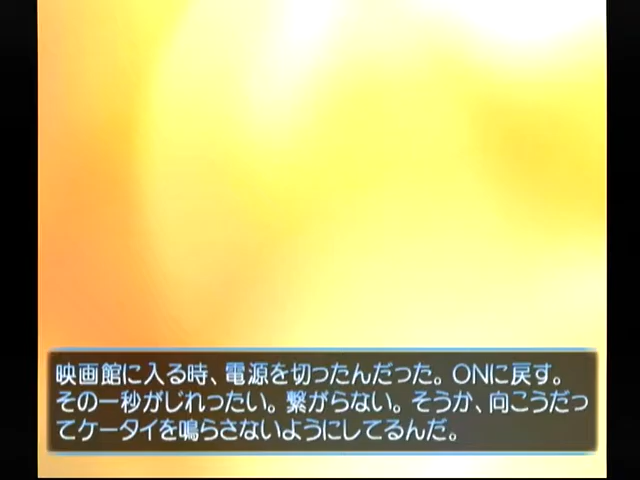 映画館に入る時、電源を切ったんだった。ONに戻す。
その一秒がじれったい。繋がらない。そうか、向こうだっ
てケータイを鳴らさないようにしてるんだ。